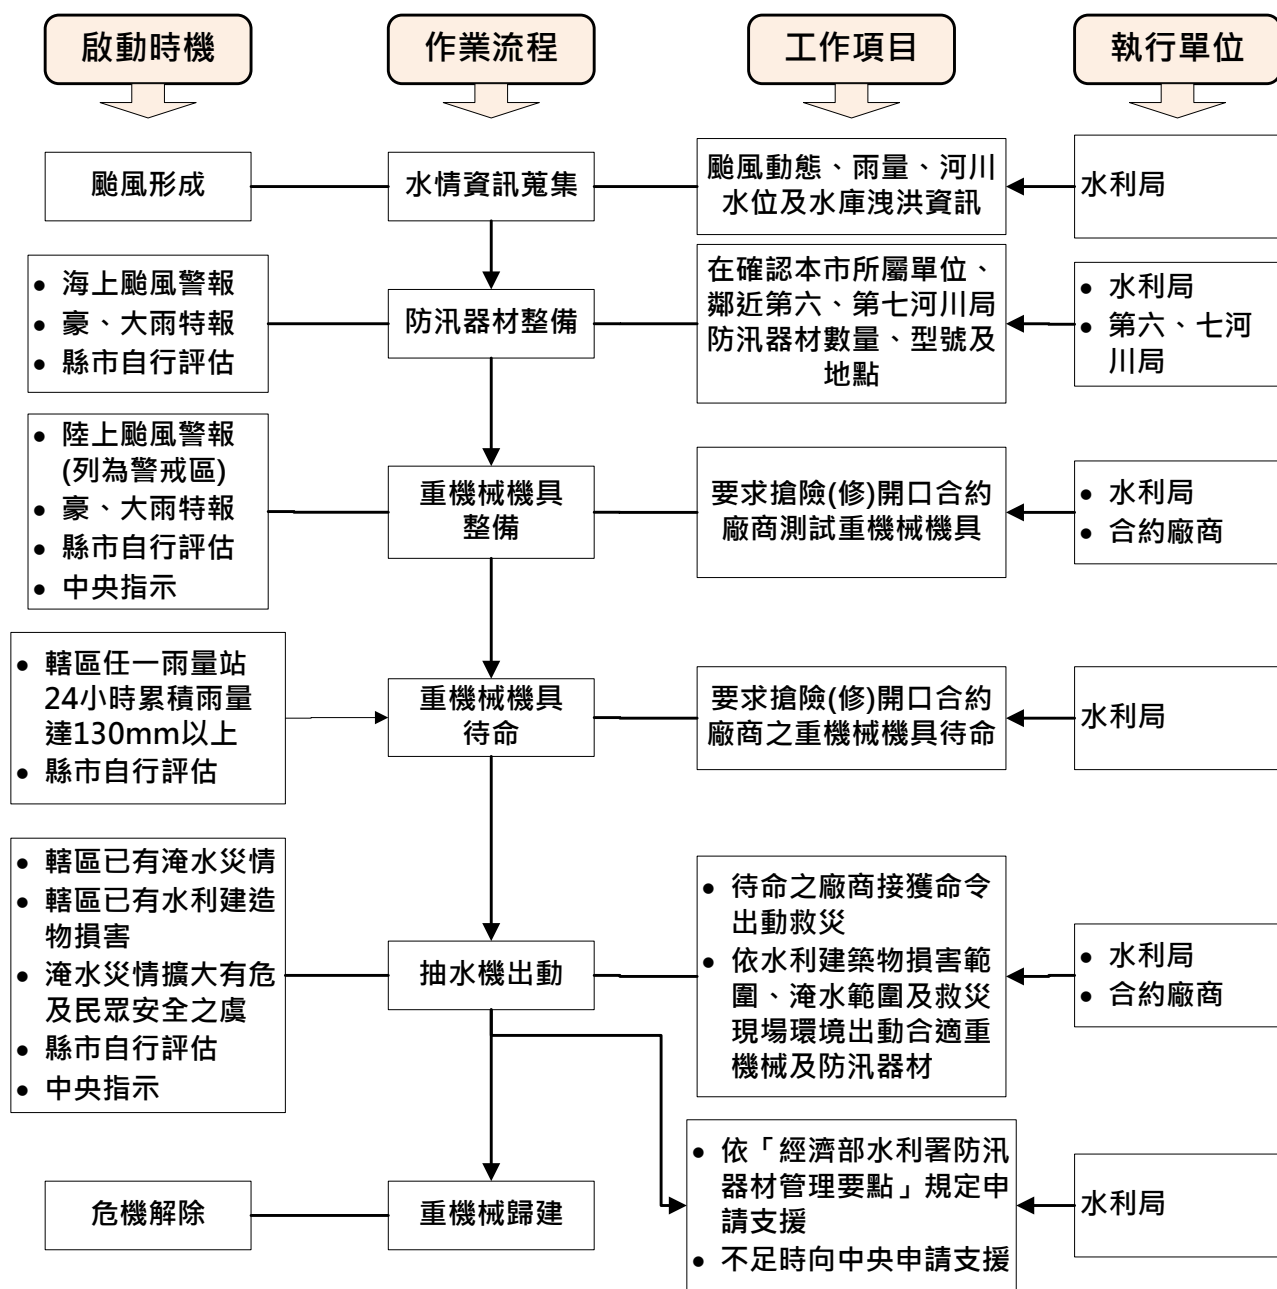 啟動時機
作業流程
工作項目
執行單位
颱風形成
水情資訊蒐集
颱風動態、雨量、河川
水位及水庫洩洪資訊
水利局
• 海上颱風警報
• 豪、大雨特報
• 縣市自行評估
防汛器材整備
在確認本市所屬單位、
鄰近第六、第七河川局
防汛器材數量、型號及
地點
• 水利局
• 第六、七河
川局
• 陸上颱風警報
(列為警戒區)
• 豪、大雨特報
• 縣市自行評估
• 中央指示
重機械機具
整備
要求搶險(修)開口合約
廠商測試重機械機具
• 水利局
• 合約廠商
• 轄區任一雨量站
24小時累積雨量
達130mm以上
• 縣市自行評估
重機械機具
待命
要求搶險(修)開口合約
廠商之重機械機具待命
水利局
• 轄區已有淹水災情
• 轄區已有水利建造
物損害
• 淹水災情擴大有危
及民眾安全之虞
• 縣市自行評估
• 中央指示
抽水機出動
• 待命之廠商接獲命令
出動救災
• 依水利建築物損害範
圍、淹水範圍及救災
現場環境出動合適重
機械及防汛器材
• 水利局
• 合約廠商
危機解除
重機械歸建
• 依「經濟部水利署防汛
器材管理要點」規定申
請支援
• 不足時向中央申請支援
水利局